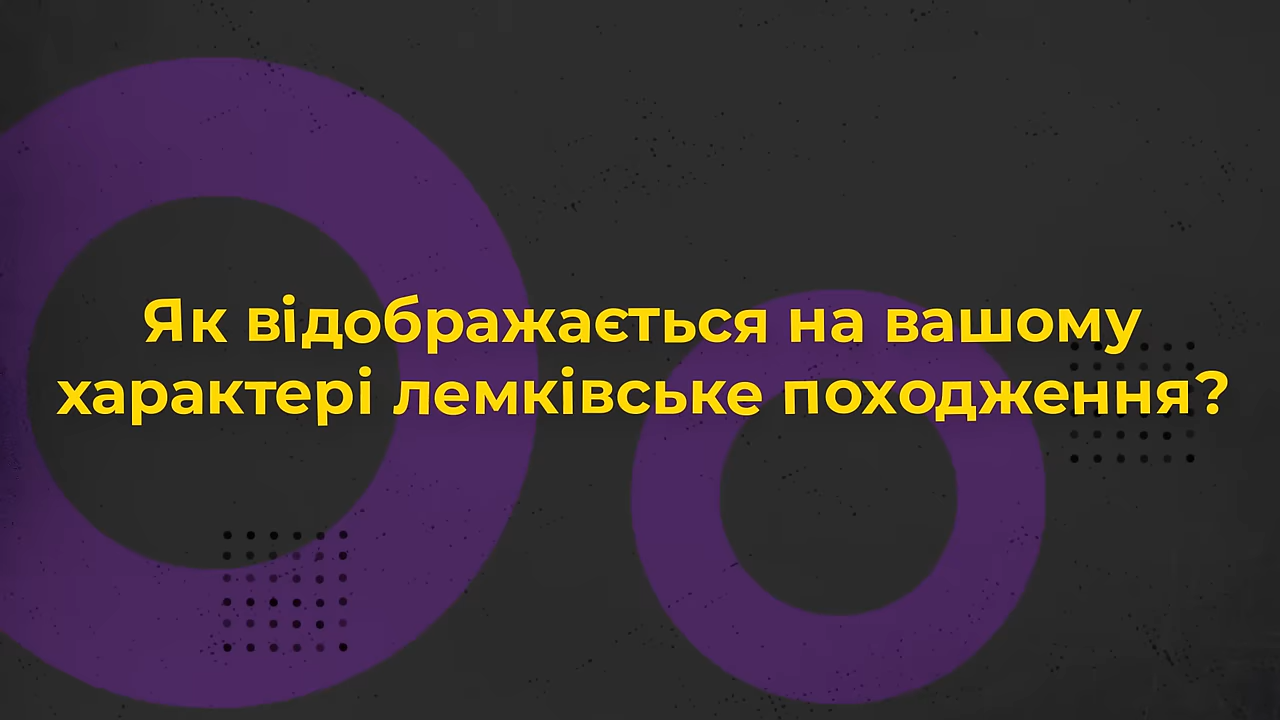 Як відображається на вашому
характері лемківське походження?